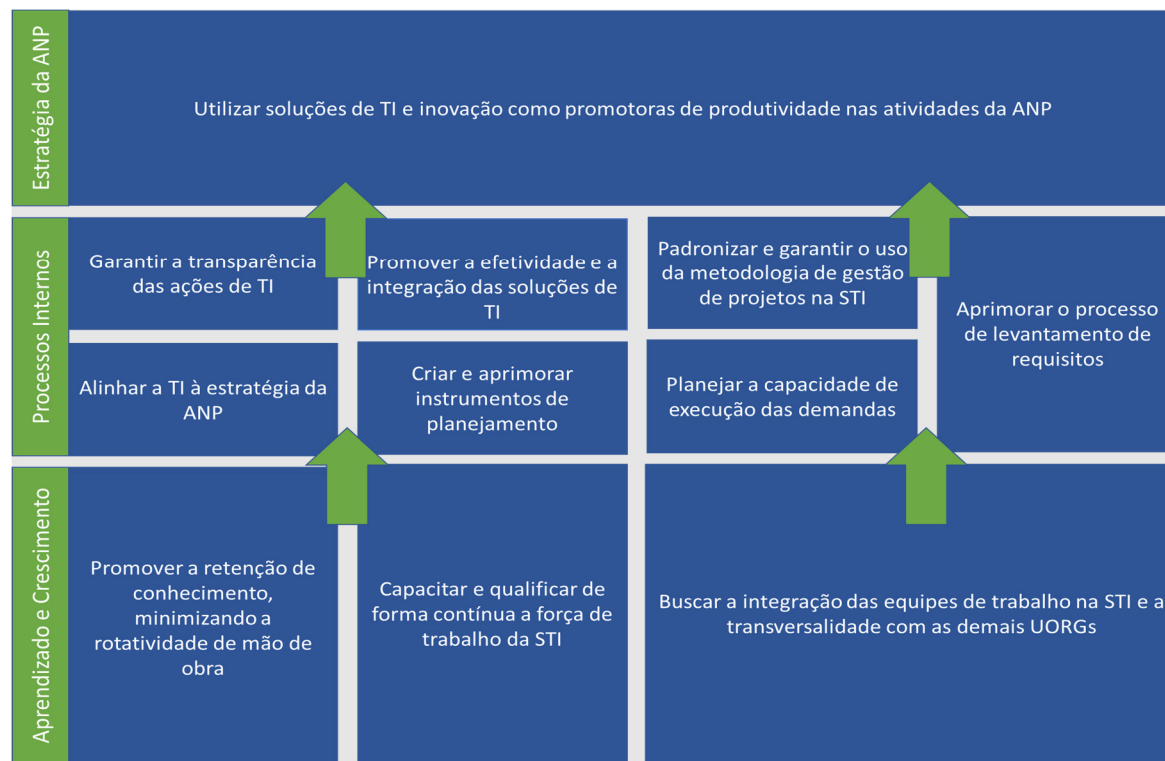 Estratégia da ANP
Utilizar soluções de TI e inovação como promotoras de produtividade nas atividades da ANP
Processos Internos
Garantir a transparência
das ações de TI
Promover a efetividade e a
integração das soluções de
TI
Padronizar e garantir o uso
da metodologia de gestão
de projetos na STI
Aprimorar o processo
de levantamento de
requisitos
Alinhar a TI à estratégia da
ANP
Criar e aprimorar
instrumentos de
planejamento
Planejar a capacidade de
execução das demandas
Aprendizado e Crescimento
Promover a retenção de
conhecimento,
minimizando a
rotatividade de mão de
obra
Capacitar e qualificar de
forma contínua a força de
trabalho da STI
Buscar a integração das equipes de trabalho na STI e a
transversalidade com as demais UORGs